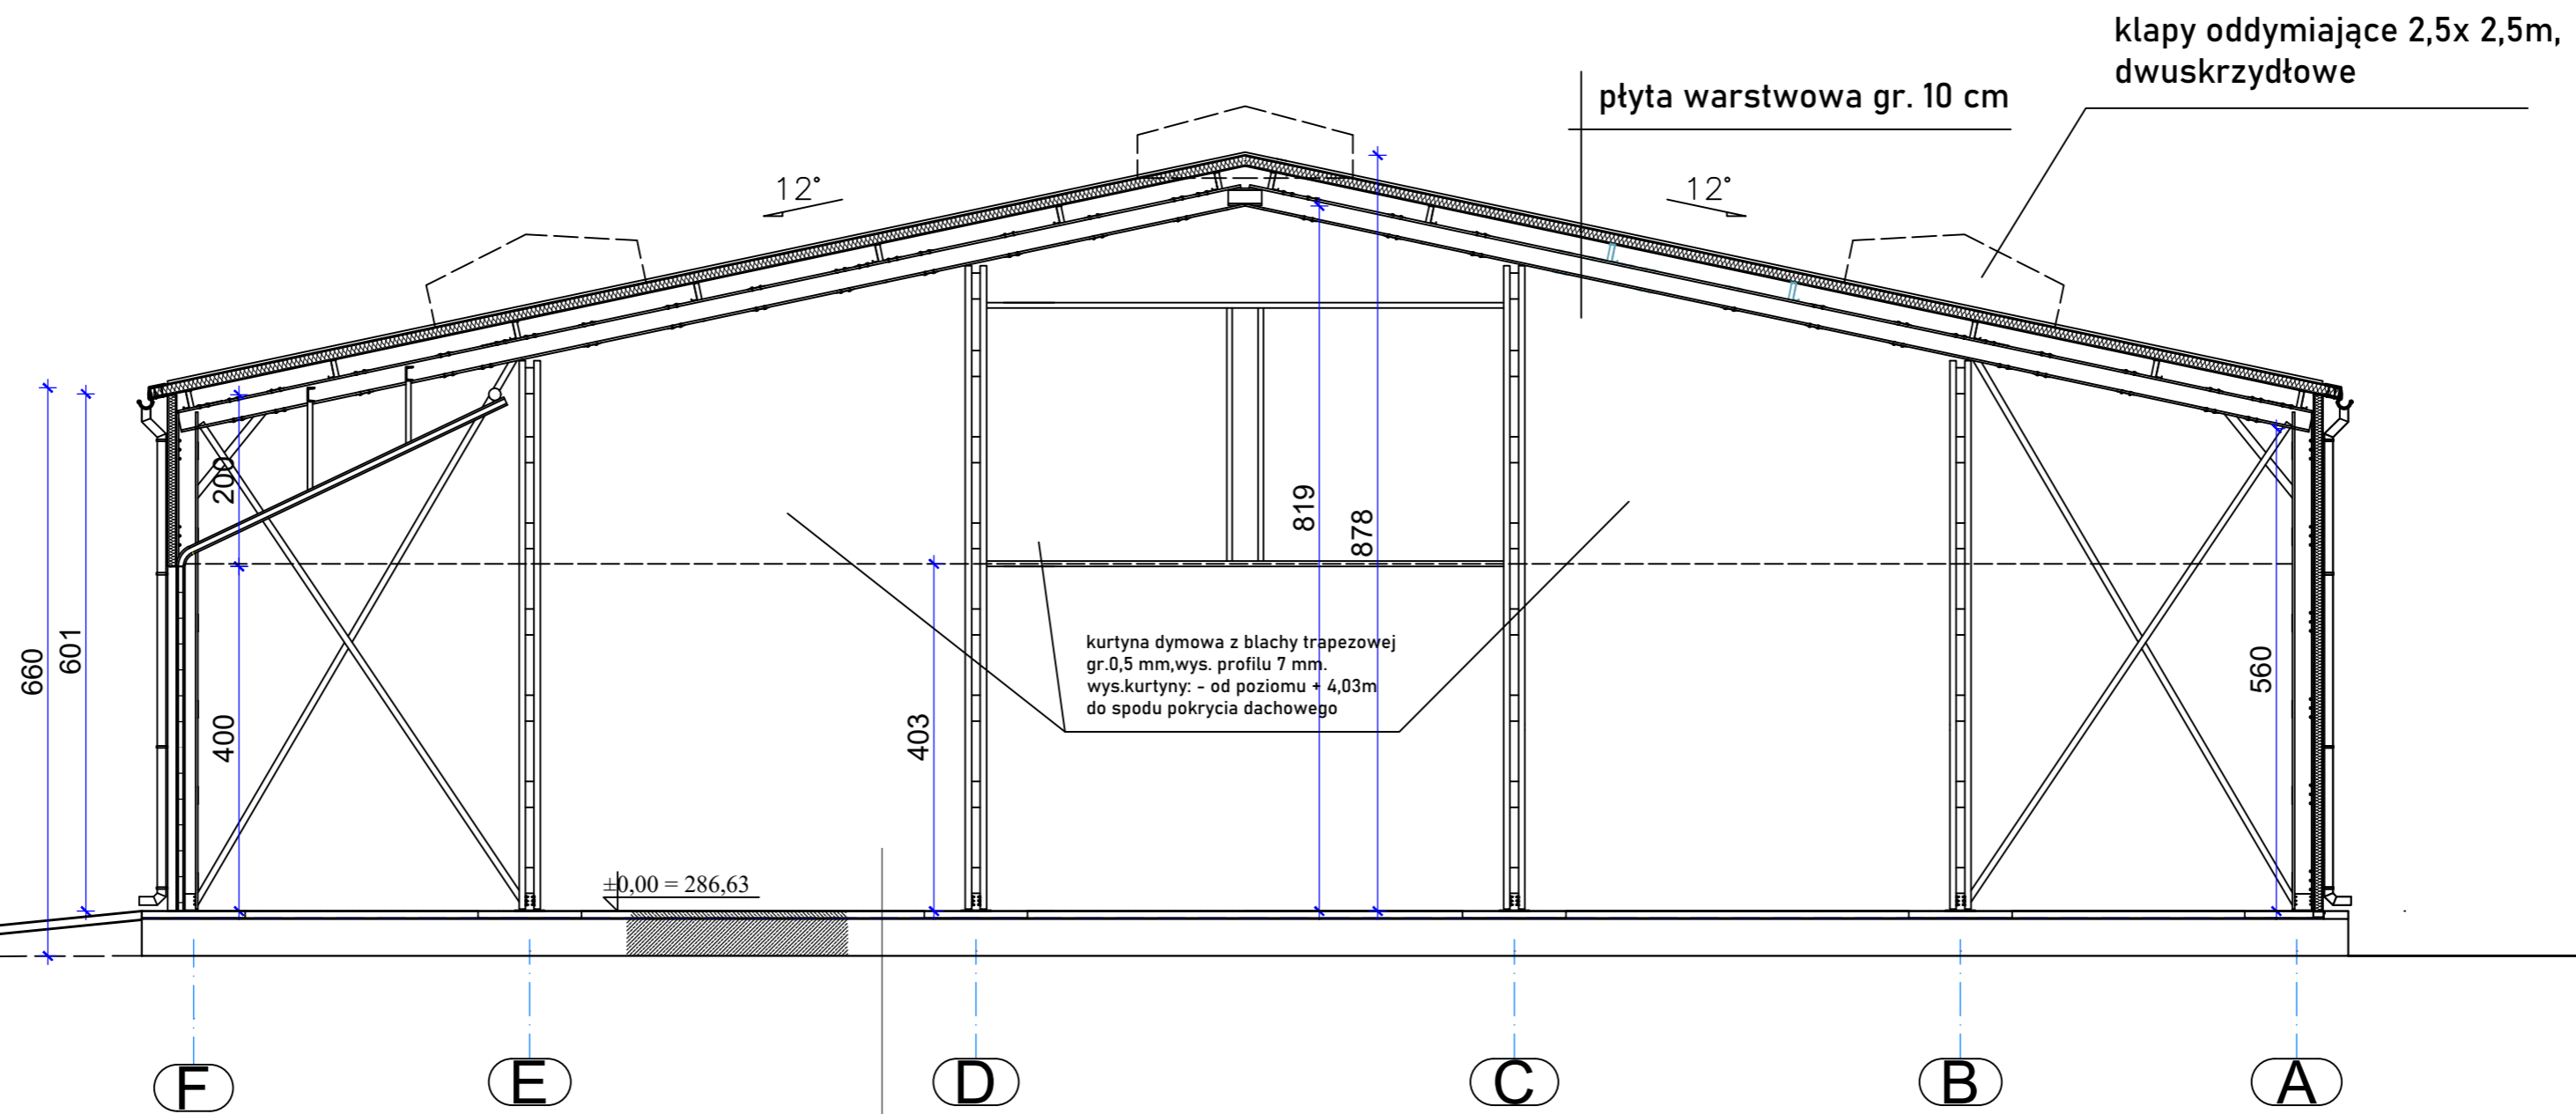 klapy oddymiające 2,5x 2,5m,
dwuskrzydłowe
płyta warstwowa gr. 10 cm
12°
12°
200
819
878
kurtyna dymowa z blachy trapezowej
gr.0,5 mm,wys. profilu 7 mm.
wys.kurtyny: - od poziomu + 4,03m
do spodu pokrycia dachowego
660
601
560
400
403
±0,00 = 286,63
F
E
D
C
B
A